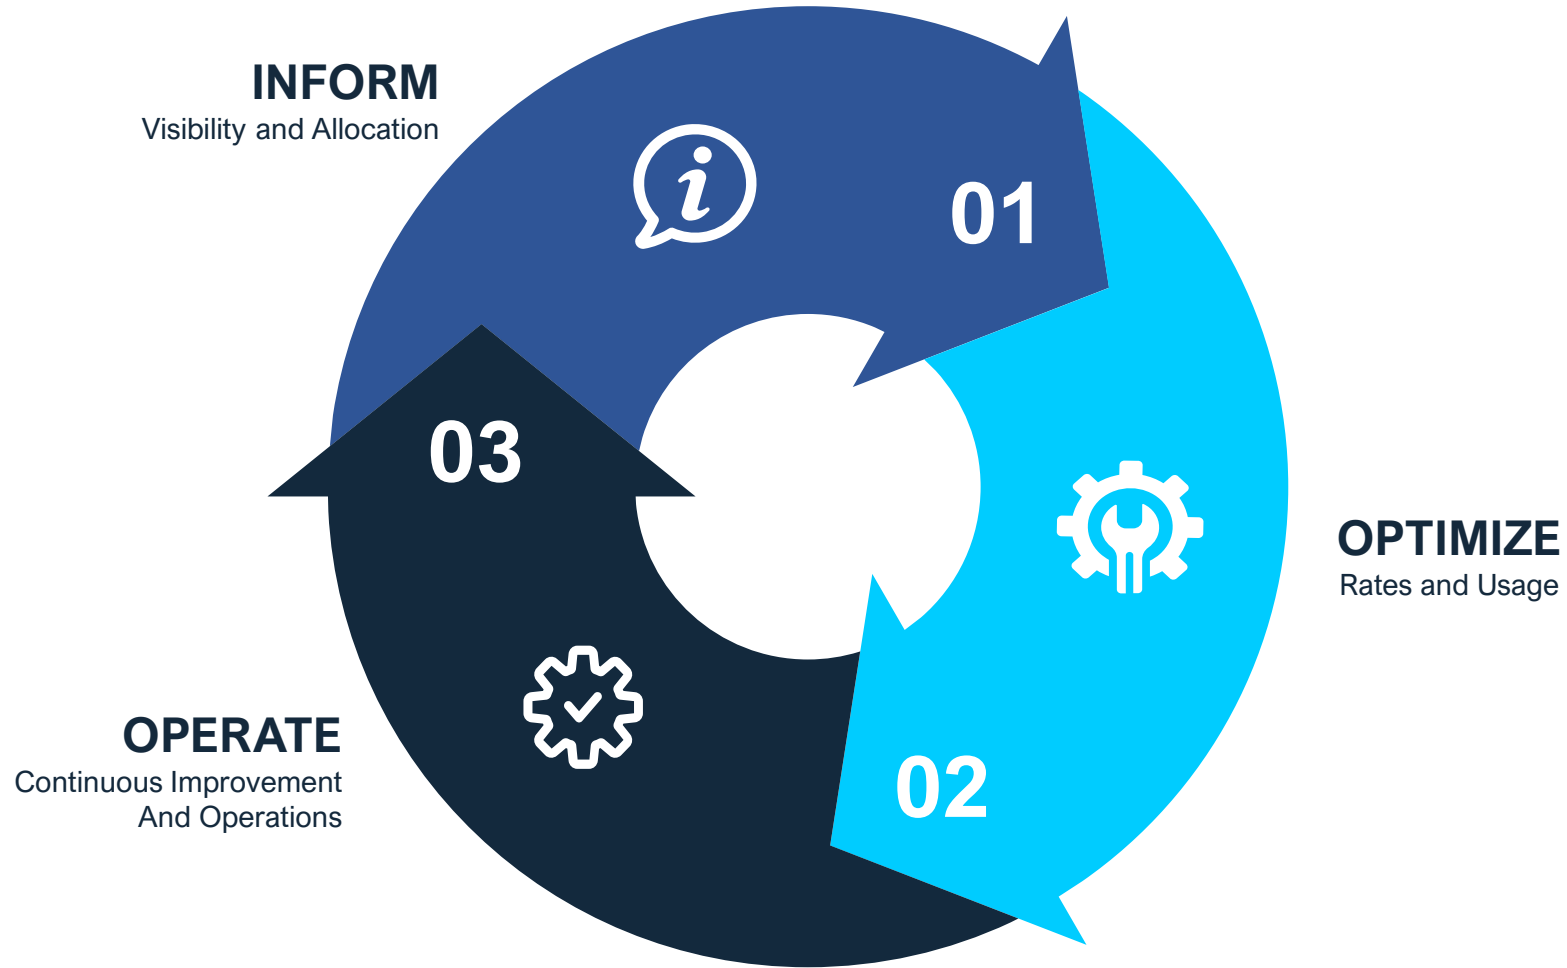 INFORM
Visibility and Allocation
01
OPTIMIZE
Rates and Usage
02
03
OPERATE
Continuous Improvement
And Operations